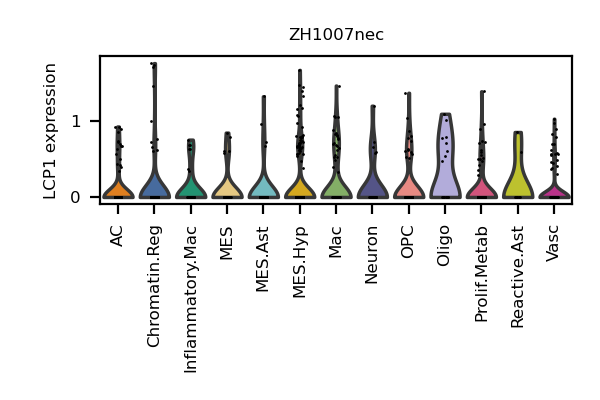 ZH1007nec
LCP1 expression
1
0
AC
Chromatin.Reg
Inflammatory.Mac
MES
MES.Ast
MES.Hyp
Mac
Neuron
OPC
Oligo
Prolif.Metab
Reactive.Ast
Vasc